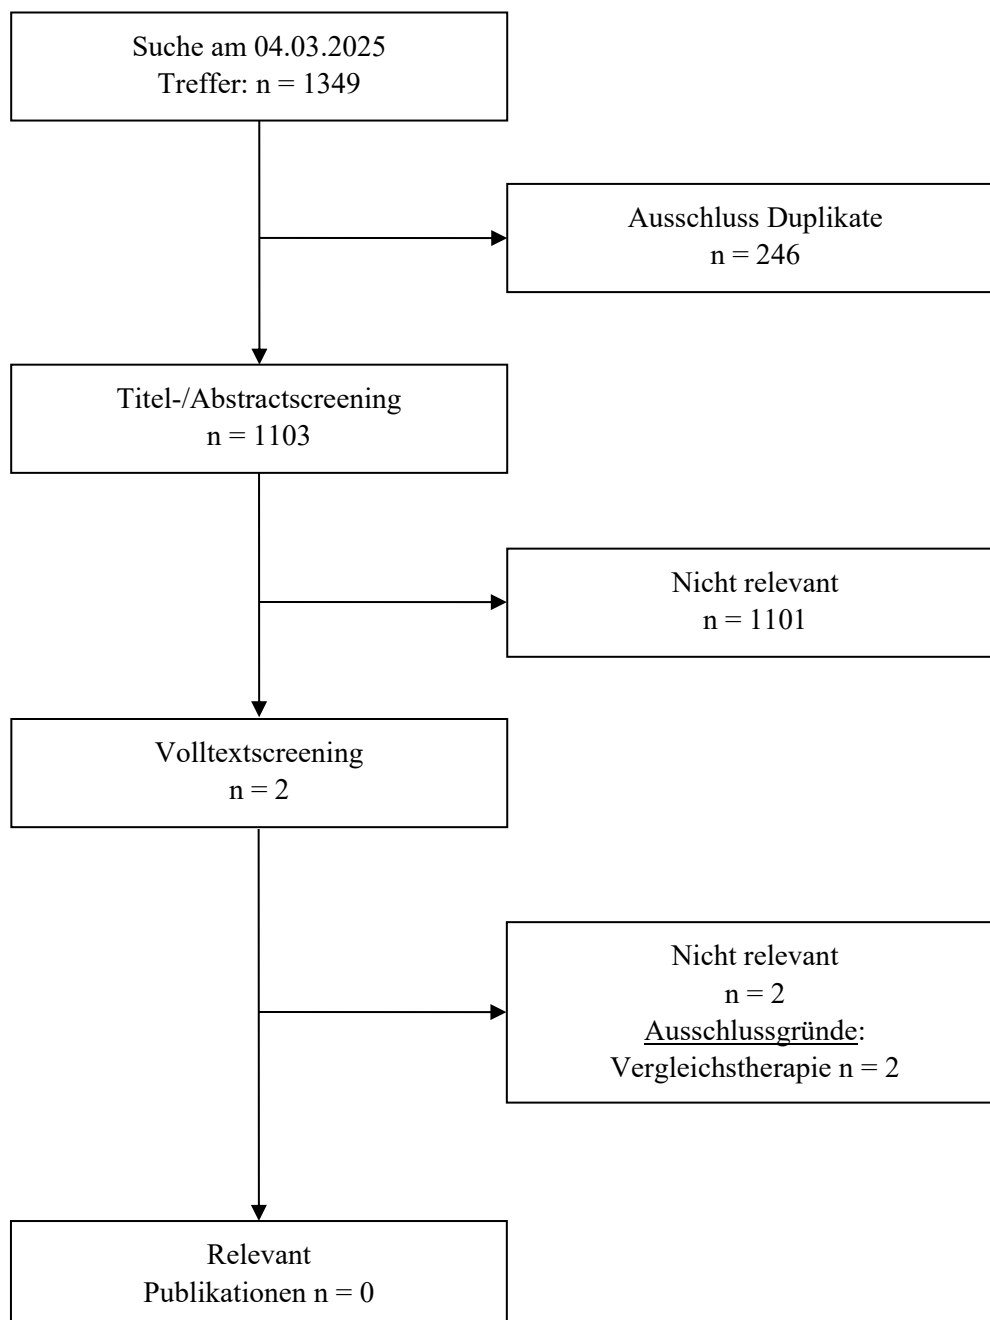 Suche am 04.03.2025
Treffer: n = 1349
Ausschluss Duplikate
n = 246
Titel-/Abstractscreening
n = 1103
Nicht relevant
n = 1101
Volltextscreening
n = 2
Nicht relevant
n = 2
Ausschlussgründe:
Vergleichstherapie n = 2
Relevant
Publikationen n = 0